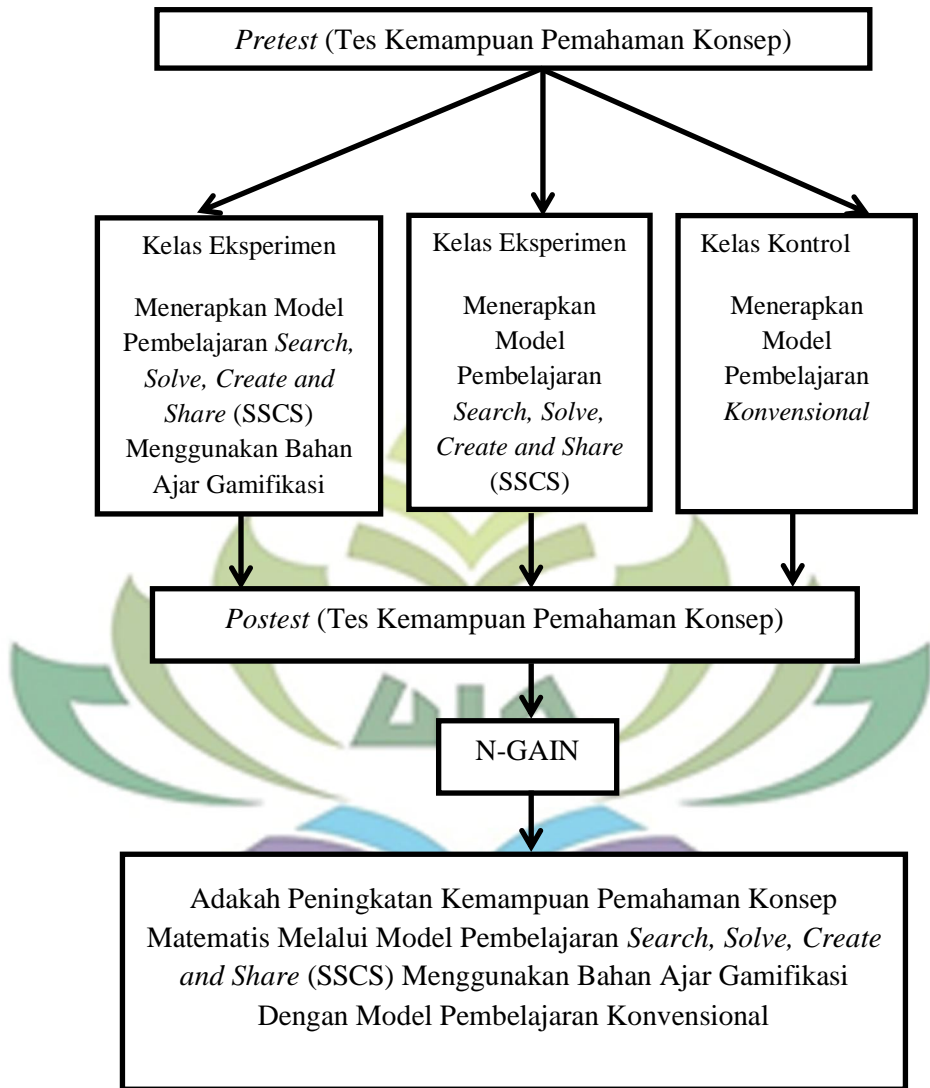 Pretest (Tes Kemampuan Pemahaman Konsep)
Kelas Eksperimen
Menerapkan Model
Pembelajaran Search,
Solve, Create and
Share (SSCS)
Menggunakan Bahan
Ajar Gamifikasi
Kelas Eksperimen
Menerapkan
Model
Pembelajaran
Search, Solve,
Create and Share
(SSCS)
Kelas Kontrol
Menerapkan
Model
Pembelajaran
Konvensional
Postest (Tes Kemampuan Pemahaman Konsep)
N-GAIN
Adakah Peningkatan Kemampuan Pemahaman Konsep
Matematis Melalui Model Pembelajaran Search, Solve, Create
and Share (SSCS) Menggunakan Bahan Ajar Gamifikasi
Dengan Model Pembelajaran Konvensional